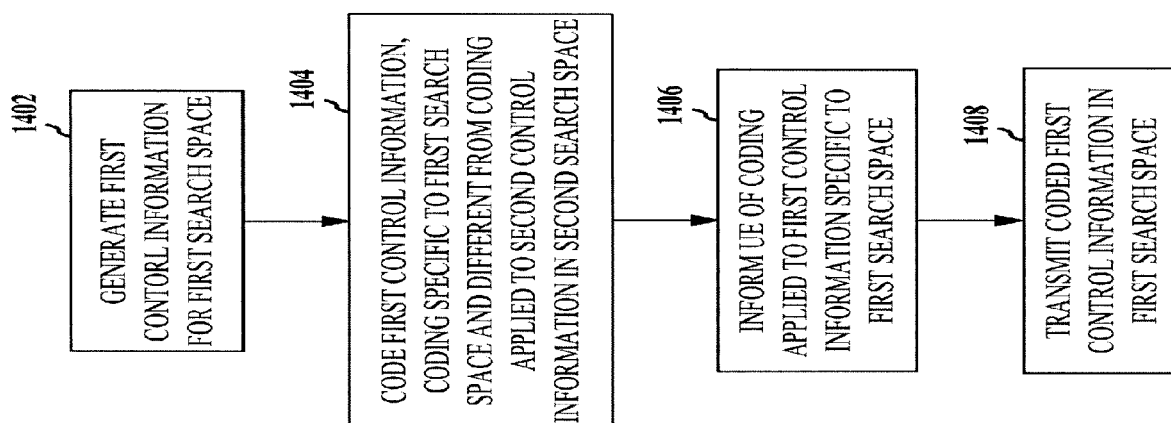 1402
GENERATE FIRST
CONTORL INFORMATION
FOR FIRST SEARCH SPACE
1404
CODE FIRST CONTROL INFORMATION,
CODING SPECIFIC TO FIRST SEARCH
SPACE AND DIFFERENT FROM CODING
APPLIED TO SECOND CONTROL
INFORMATION IN SECOND SEARCH SPACE
1406
INFORM UE OF CODING
APPLIED TO FIRST CONTROL
INFORMATION SPECIFIC TO
FIRST SEARCH SPACE
1408
TRANSMIT CODED FIRST
CONTROL INFORMATION IN
FIRST SEARCH SPACE